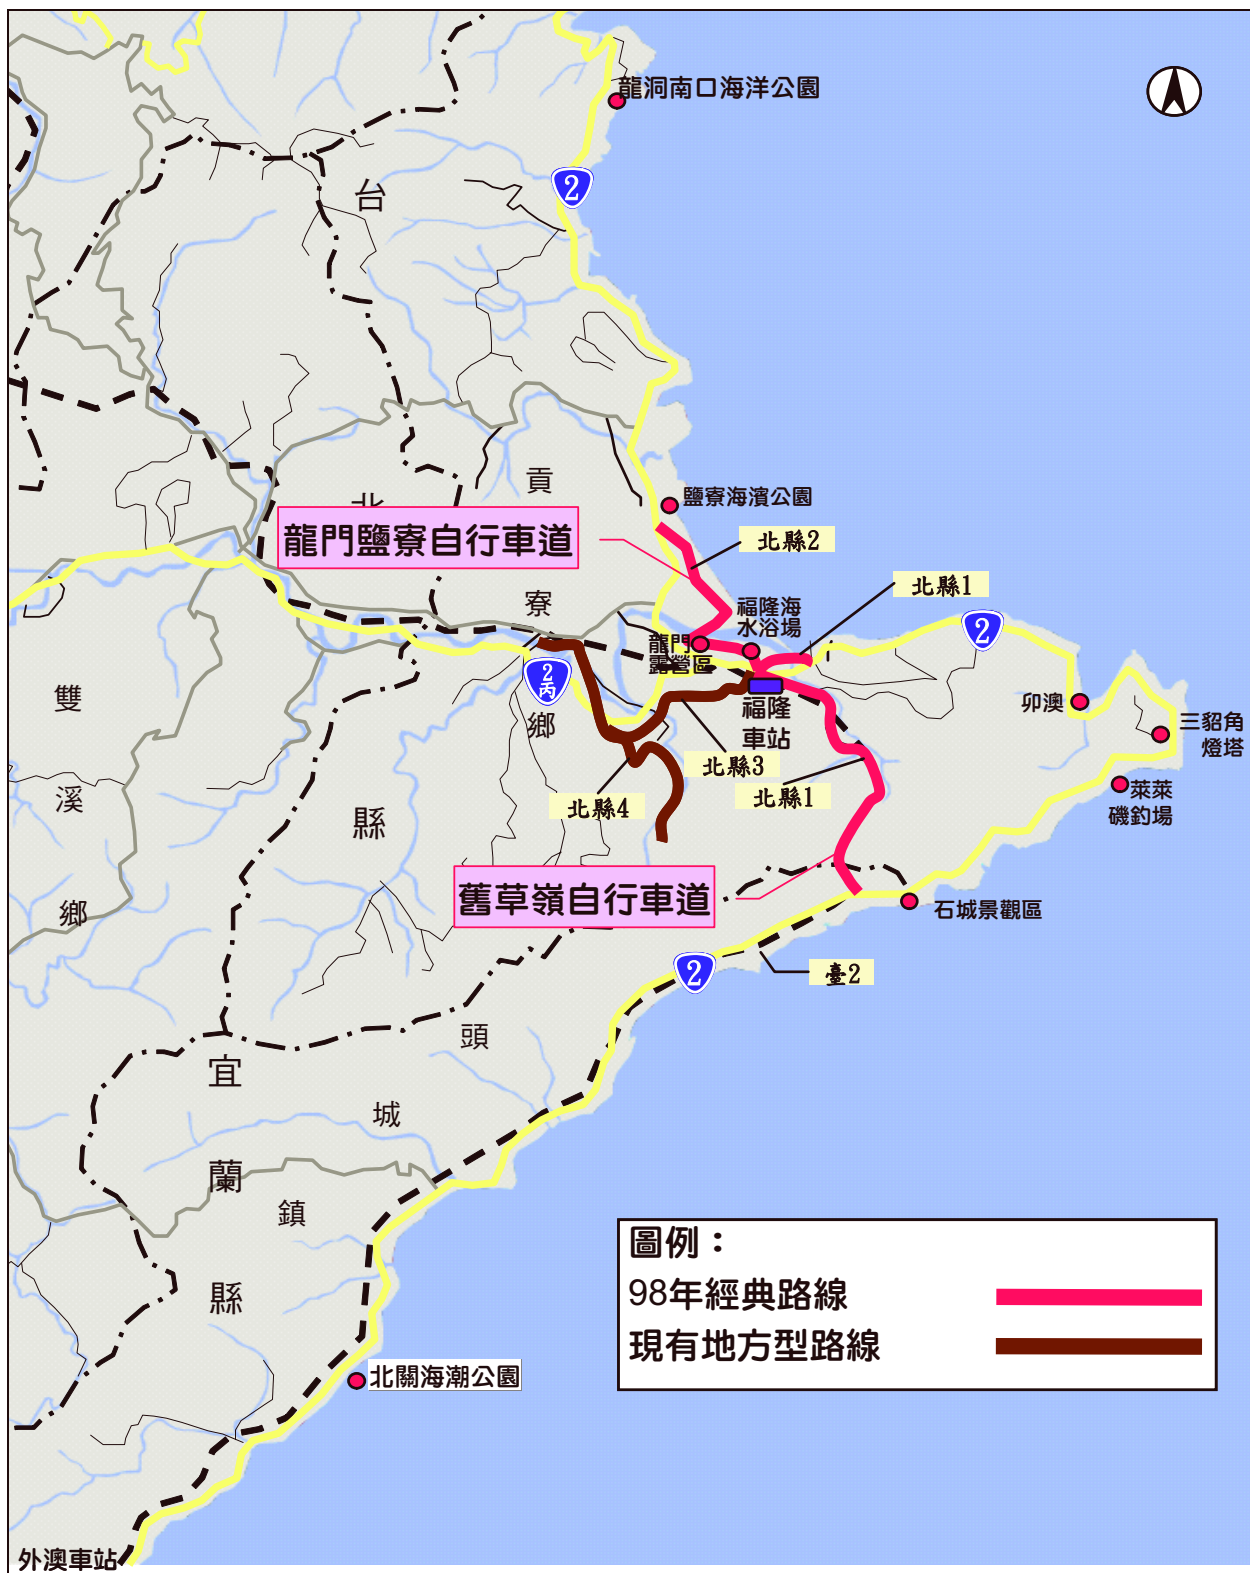 龍洞南口海洋公園
2
台
北
縣
貢
寮
鄉
龍門鹽寮自行車道
鹽寮海濱公園
北縣2
北縣1
福隆海
水浴場
龍門
露營區
2
2
丙
福隆
車站
卯澳
三貂角
燈塔
萊萊
磯釣場
北縣3
北縣1
北縣4
雙
溪
鄉
舊草嶺自行車道
石城景觀區
2
臺2
頭
城
鎮
宜
蘭
縣
圖例：
98年經典路線
現有地方型路線
北關海潮公園
外澳車站